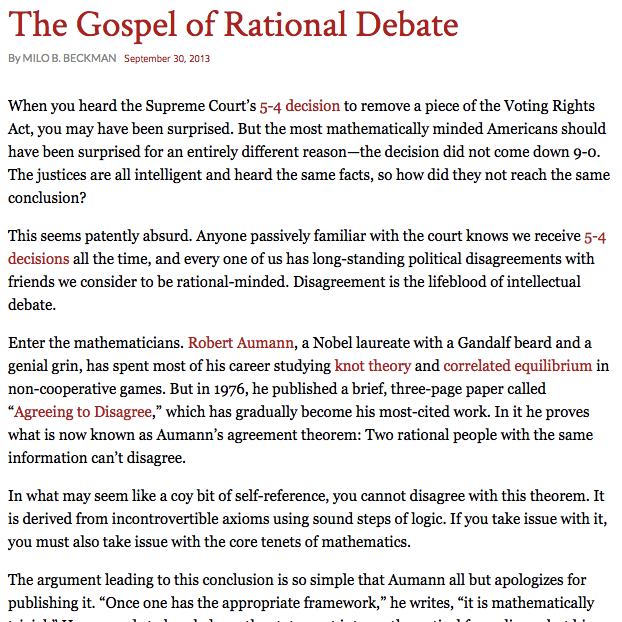 The Gospel of Rational Debate
By MILO B. BECKMAN September 30, 2013
When you heard the Supreme Court's 5-4 decision to remove a piece of the Voting Rights
Act, you may have been surprised. But the most mathematically minded Americans should
have been surprised for an entirely different reason—the decision did not come down 9-0.
The justices are all intelligent and heard the same facts, so how did they not reach the same
conclusion?
This seems patently absurd. Anyone passively familiar with the court knows we receive 5-4
decisions all the time, and every one of us has long-standing political disagreements with
friends we consider to be rational-minded. Disagreement is the lifeblood of intellectual
debate.
Enter the mathematicians. Robert Aumann, a Nobel laureate with a Gandalf beard and a
genial grin, has spent most of his career studying knot theory and correlated equilibrium in
non-cooperative games. But in 1976, he published a brief, three-page paper called
“Agreeing to Disagree,” which has gradually become his most-cited work. In it he proves
what is now known as Aumann's agreement theorem: Two rational people with the same
information can't disagree.
In what may seem like a coy bit of self-reference, you cannot disagree with this theorem. It
is derived from incontrovertible axioms using sound steps of logic. If you take issue with it,
you must also take issue with the core tenets of mathematics.
The argument leading to this conclusion is so simple that Aumann all but apologizes for
publishing it. “Once one has the appropriate framework,” he writes, “it is mathematically